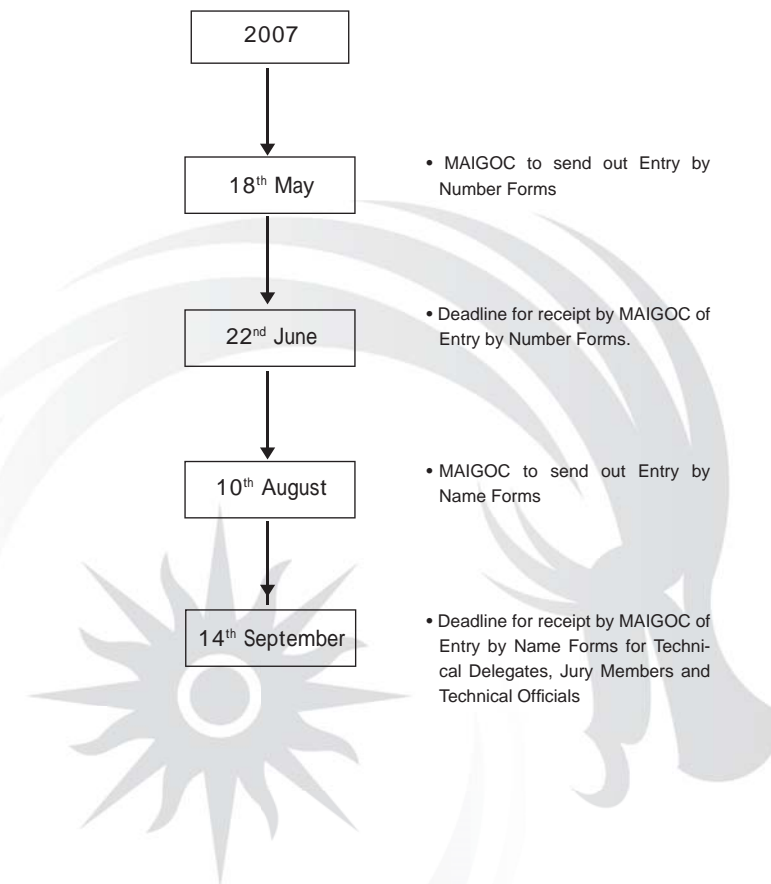 2007
18th May
• MAIGOC to send out Entry by
Number Forms
22nd June
• Deadline for receipt by MAIGOC of
Entry by Number Forms.
10th August
• MAIGOC to send out Entry by
Name Forms
14th September
• Deadline for receipt by MAIGOC of
Entry by Name Forms for Techni-
cal Delegates, Jury Members and
Technical Officials